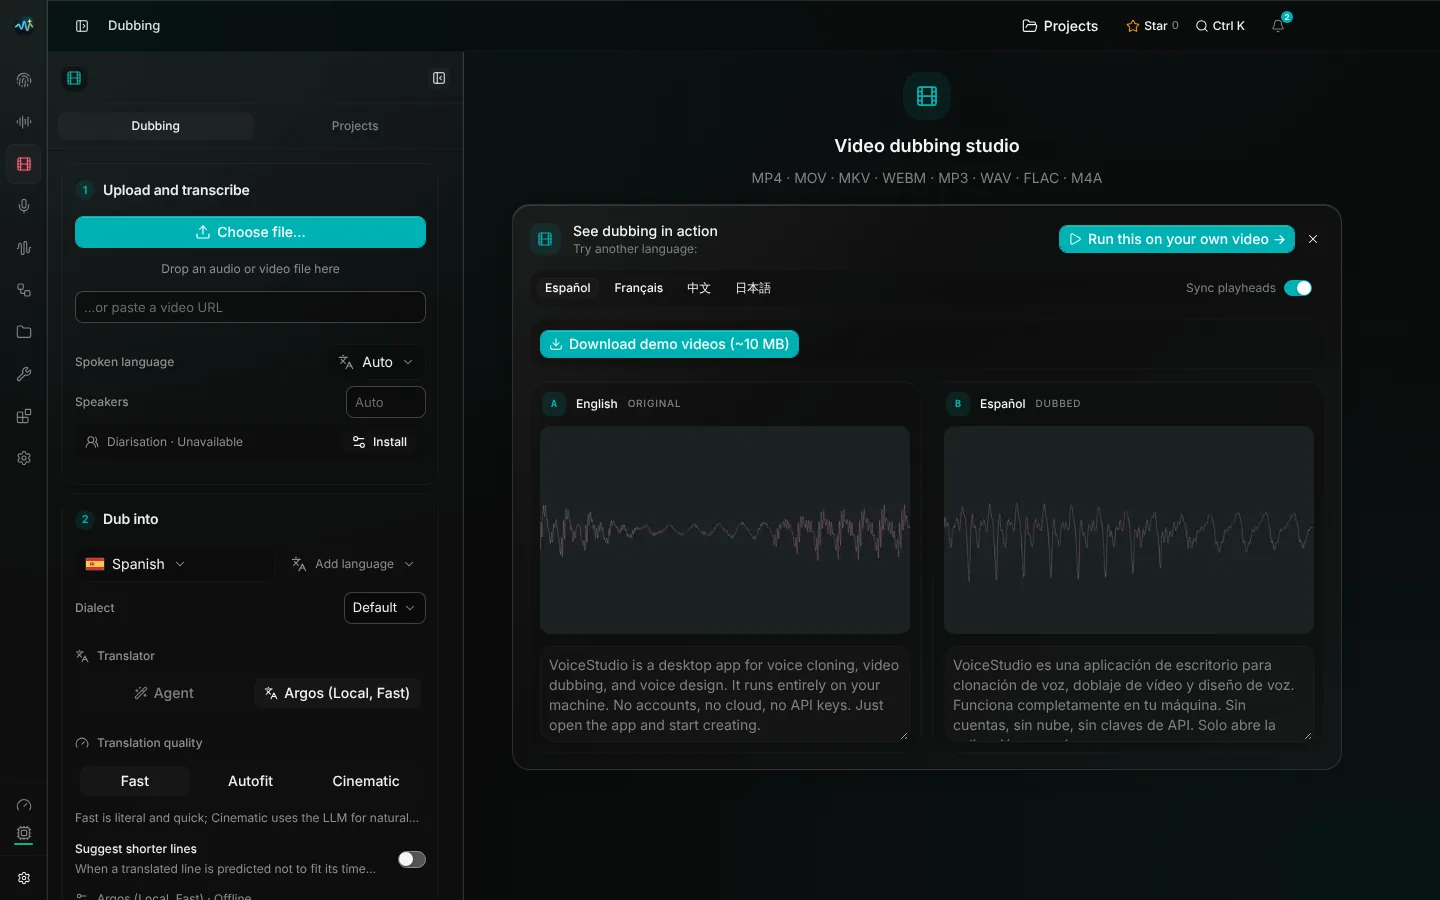 Dubbing
Projects
Star 0
Ctrl K
2
Dubbing
Projects
1 Upload and transcribe
Choose file...
Drop an audio or video file here
...or paste a video URL
Spoken language
Auto
Speakers
Auto
Diarisation · Unavailable
Install
2 Dub into
Spanish
Add language
Dialect
Default
Translator
Agent
Argos (Local, Fast)
Translation quality
Fast
Autofit
Cinematic
Fast is literal and quick; Cinematic uses the LLM for natural...
Suggest shorter lines
When a translated line is predicted not to fit its time...
Argos (Local, Fast) · Offline
Video dubbing studio
MP4 · MOV · MKV · WEBM · MP3 · WAV · FLAC · M4A
See dubbing in action
Try another language:
Run this on your own video →
Español
Français
中文
日本語
Sync playheads
Download demo videos (~10 MB)
A English ORIGINAL
VoiceStudio is a desktop app for voice cloning, video
dubbing, and voice design. It runs entirely on your
machine. No accounts, no cloud, no API keys. Just
open the app and start creating.
B Español DUBBED
VoiceStudio es una aplicación de escritorio para
clonación de voz, doblaje de vídeo y diseño de voz.
Funciona completamente en tu máquina. Sin
cuentas, sin nube, sin claves de API. Solo abre la